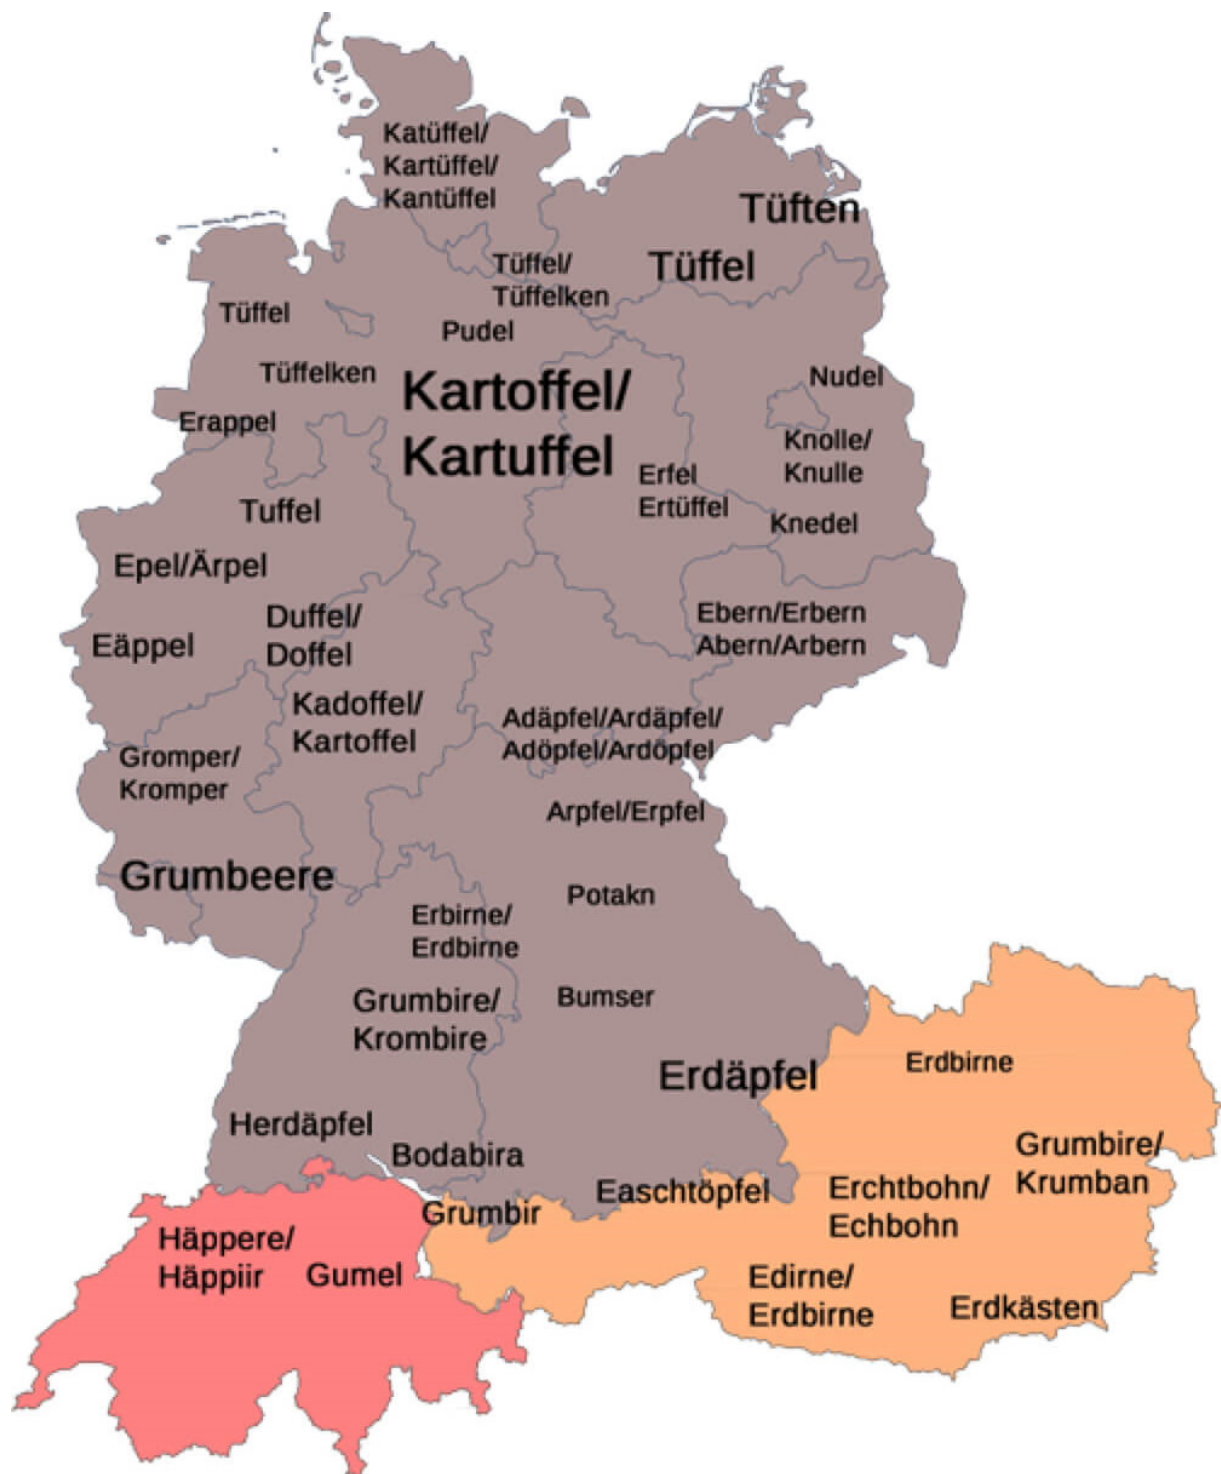 Katüffel/
Kartüffel/
Kantüffel
Tüften
Tüffel
Tüffel/
Tüffelken
Tüffel
Pudel
Tüffelken
Kartoffel/
Kartuffel
Nudel
Erappel
Knolle/
Knulle
Erfel
Ertüffel
Tuffel
Knedel
Epel/Ärpel
Duffel/
Doffel
Ebern/Erbern
Abern/Arbern
Eäppel
Kadoffel/
Kartoffel
Adäpfel/Ardäpfel/
Adöpfel/Ardöpfel
Gromper/
Kromper
Arpfel/Erpfel
Grumbeere
Potakn
Erbirne/
Erdbirne
Grumbire/
Krombire
Bumser
Erdäpfel
Erdbirne
Herdäpfel
Bodabira
Grumbire/
Krumban
Easchtöpfel
Erchtbohn/
Echbohn
Grumbir
Häppere/
Häppiir
Gumel
Edirne/
Erdbirne
Erdkästen